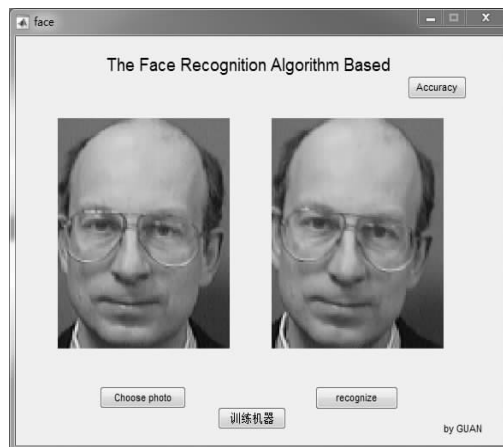 face
The Face Recognition Algorithm Based
Accuracy
Choose photo
recognize
训练机器
by GUAN